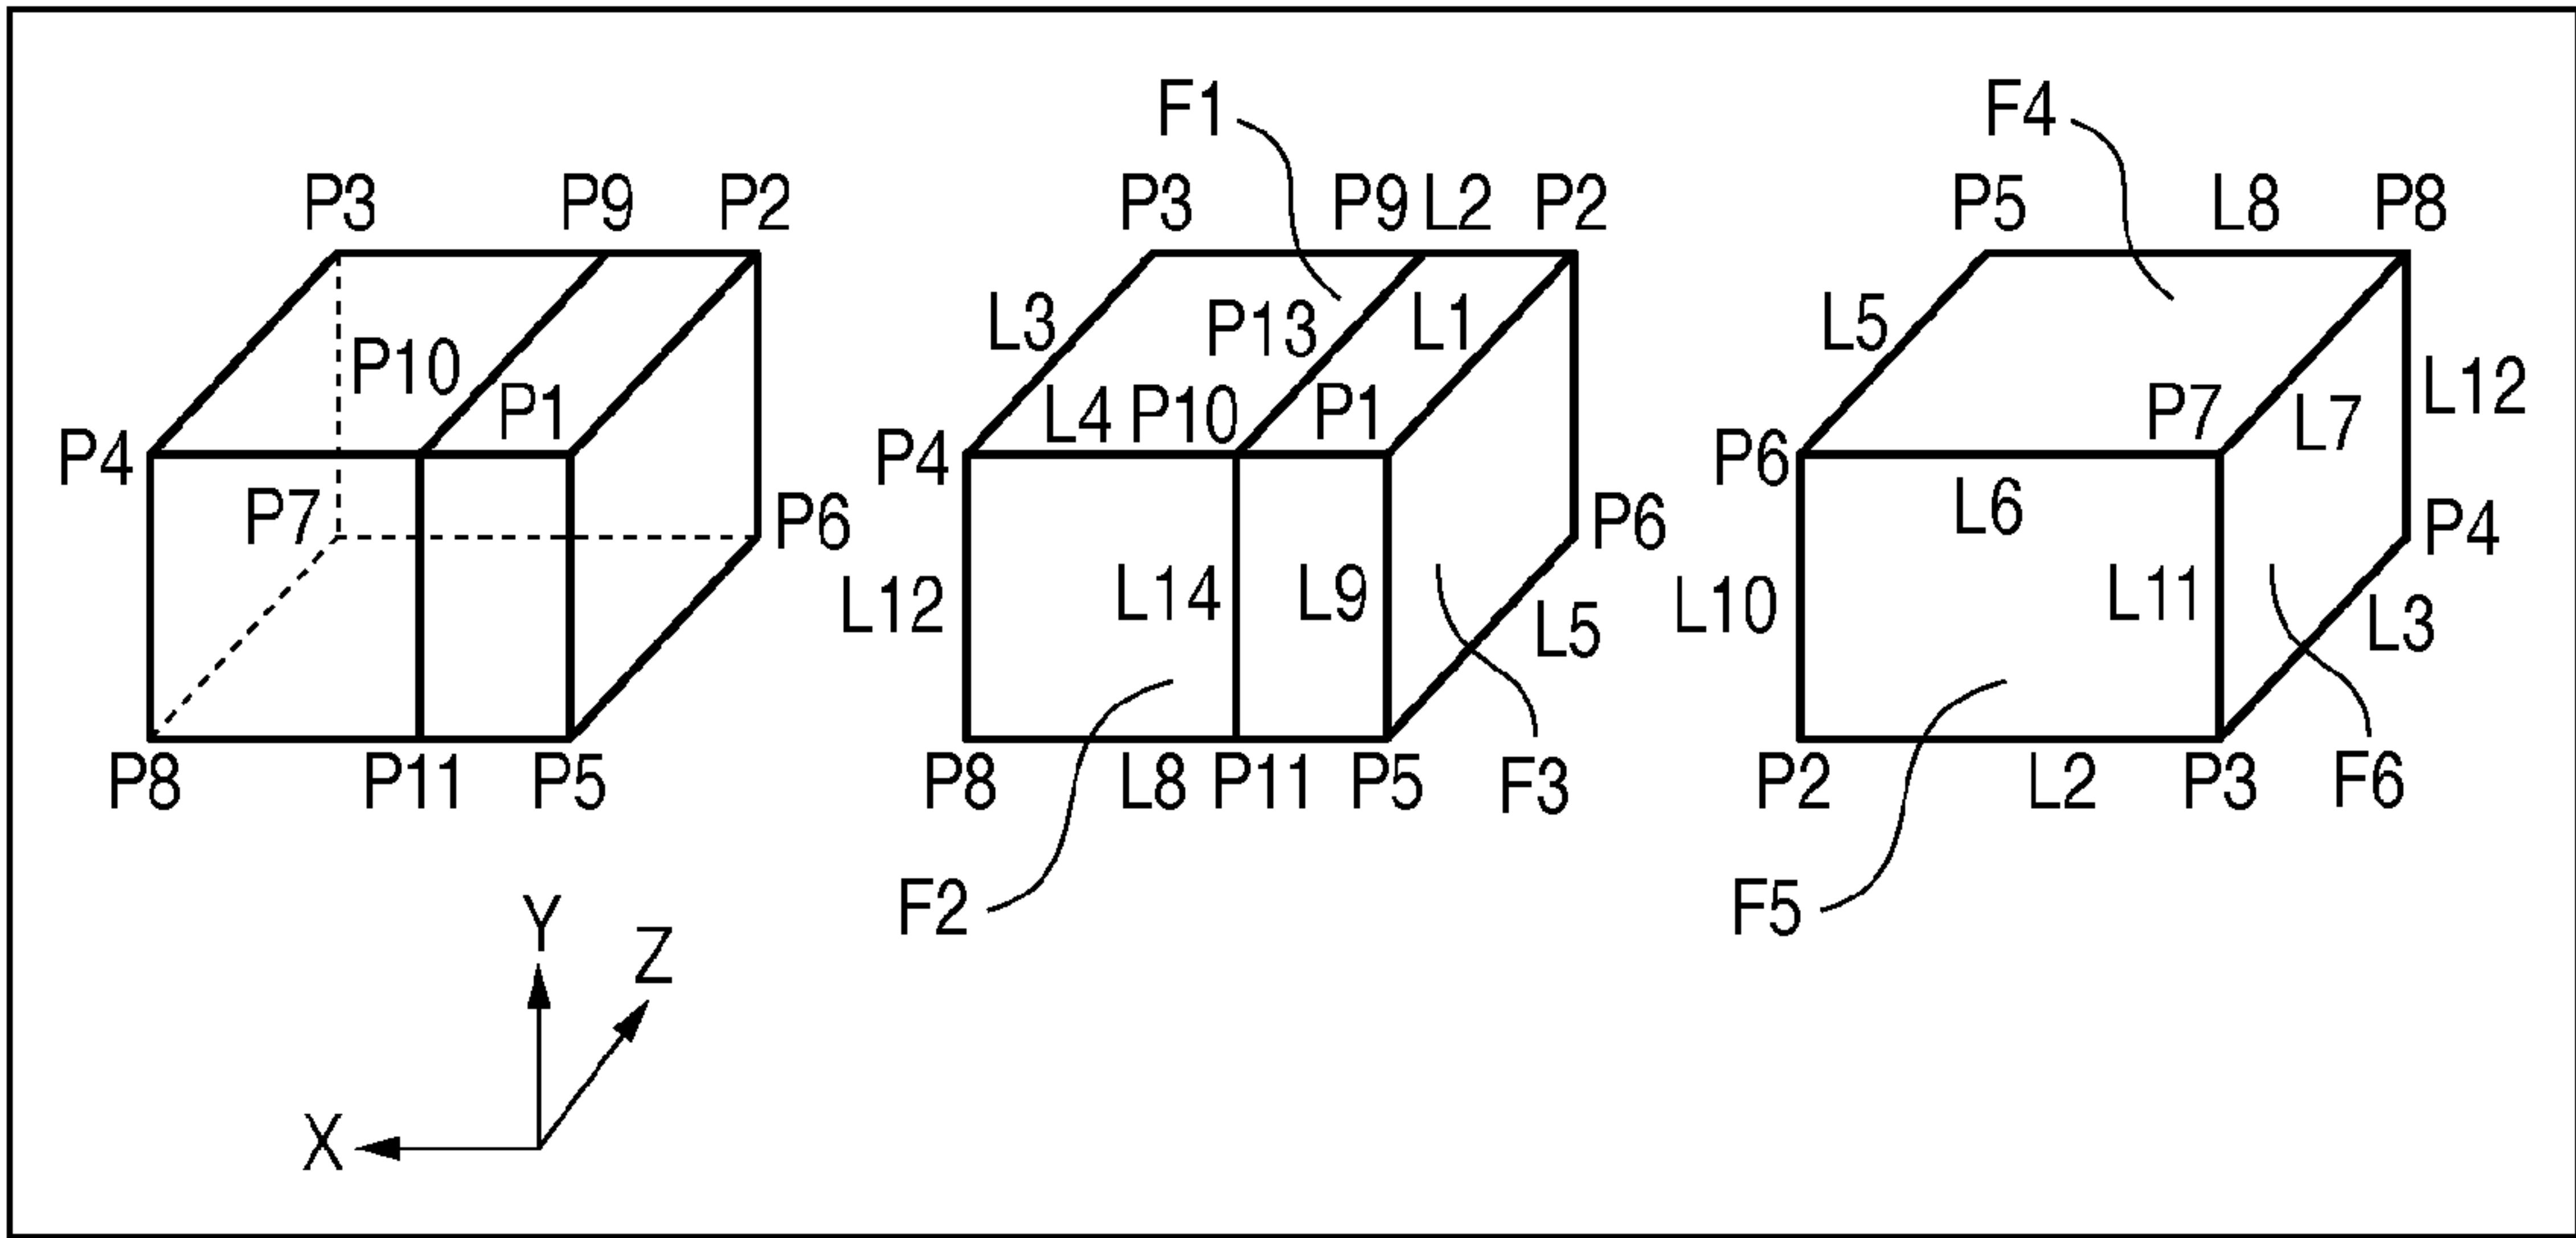 F1 F4
P3 P9 P2 P3 P9 L2 P2 P5 L8 P8
L3 P13 L1 L5
P10 P1 L4 P10 P1 P7 L7 L12
P4 P4 P6
P7 P6 P6 L6 P4
L12 L14 L9 L5 L10 L11 L3
P8 P11 P5 P8 L8 P11 P5 F3 P2 L2 P3 F6
F2 F5
Y
Z
X